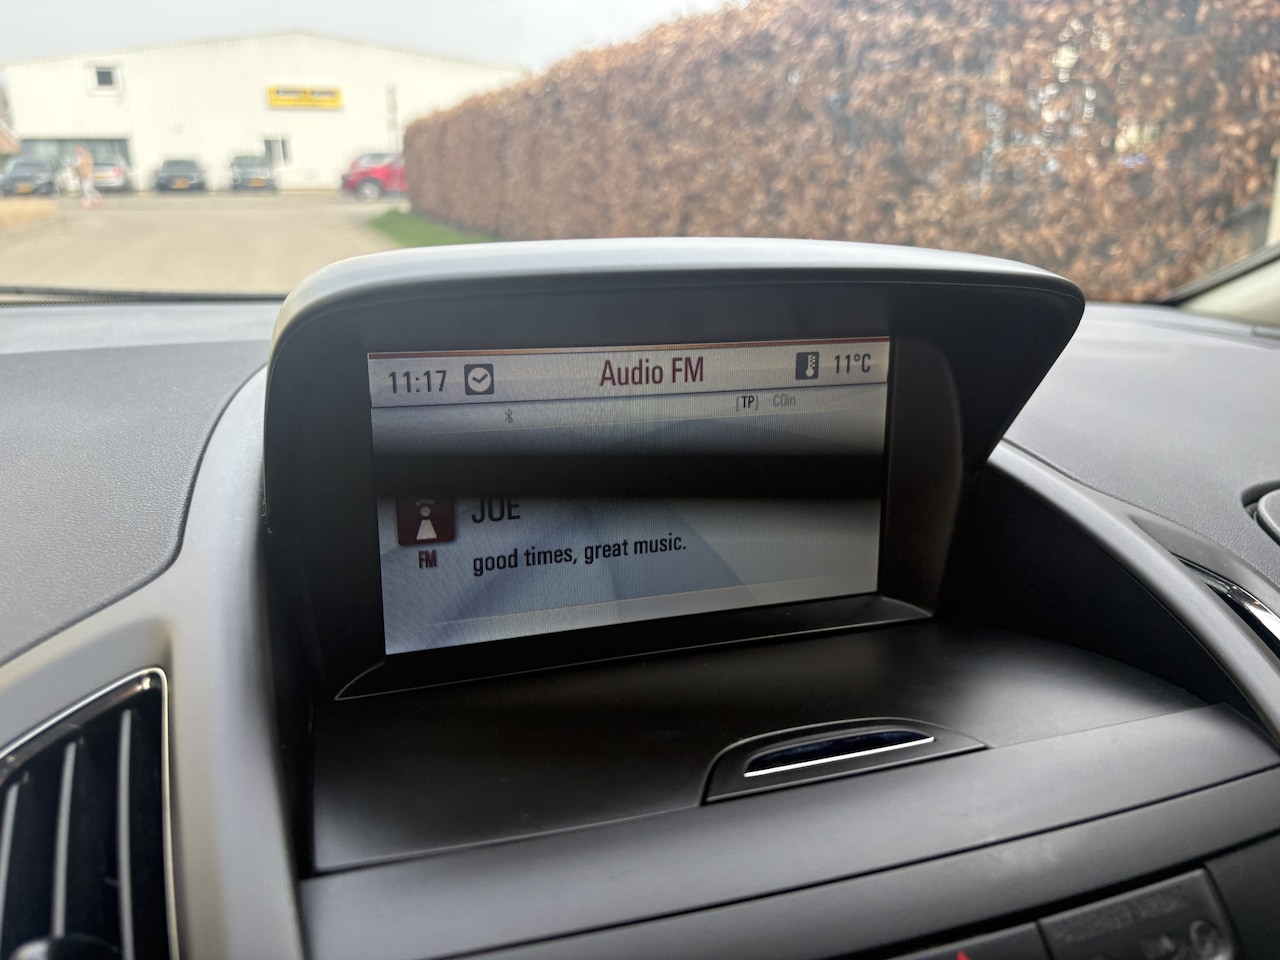 11:17 Audio FM 11°C
[TP] CDin
JOE
FM good times, great music.